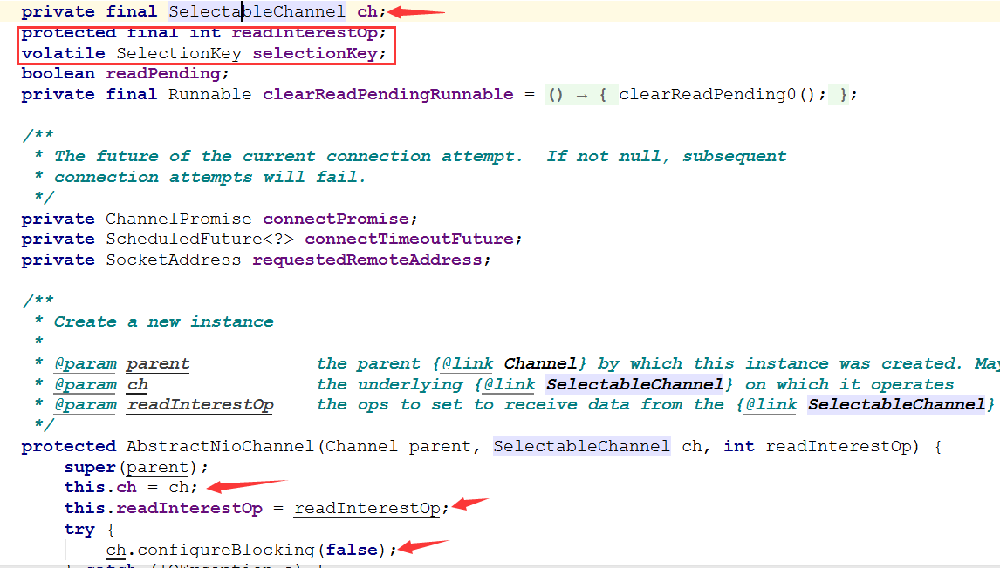 private final SelectableChannel ch;
protected final int readInterestOp;
volatile SelectionKey selectionKey;
boolean readPending;
private final Runnable clearReadPendingRunnable = () → { clearReadPending0(); };
/**
* The future of the current connection attempt. If not null, subsequent
* connection attempts will fail.
*/
private ChannelPromise connectPromise;
private ScheduledFuture<?> connectTimeoutFuture;
private SocketAddress requestedRemoteAddress;
/**
* Create a new instance
*
* @param parent the parent {@link Channel} by which this instance was created. May
* @param ch the underlying {@link SelectableChannel} on which it operates
* @param readInterestOp the ops to set to receive data from the {@link SelectableChannel}
*/
protected AbstractNioChannel(Channel parent, SelectableChannel ch, int readInterestOp) {
super(parent);
this.ch = ch;
this.readInterestOp = readInterestOp;
try {
ch.configureBlocking(false);
} catch (IOException e) {